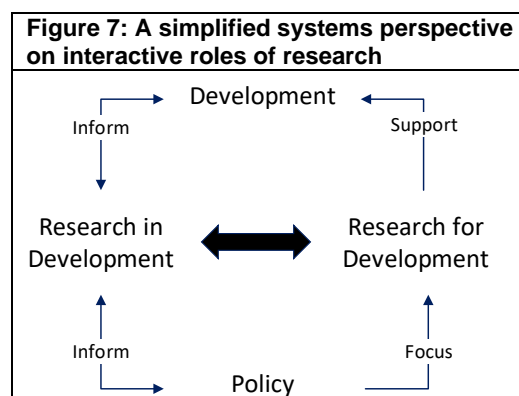 Figure 7: A simplified systems perspective
on interactive roles of research
Development
Inform
Support
Research in
Development
Research for
Development
Inform
Focus
Policy